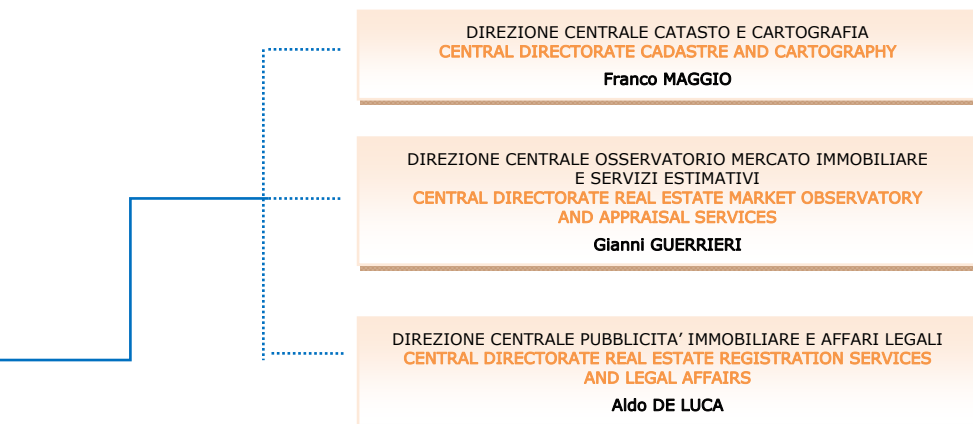 DIREZIONE CENTRALE CATASTO E CARTOGRAFIA
CENTRAL DIRECTORATE CADASTRE AND CARTOGRAPHY
Franco MAGGIO
DIREZIONE CENTRALE OSSERVATORIO MERCATO IMMOBILIARE
E SERVIZI ESTIMATIVI
CENTRAL DIRECTORATE REAL ESTATE MARKET OBSERVATORY
AND APPRAISAL SERVICES
Gianni GUERRIERI
DIREZIONE CENTRALE PUBBLICITA’ IMMOBILIARE E AFFARI LEGALI
CENTRAL DIRECTORATE REAL ESTATE REGISTRATION SERVICES
AND LEGAL AFFAIRS
Aldo DE LUCA